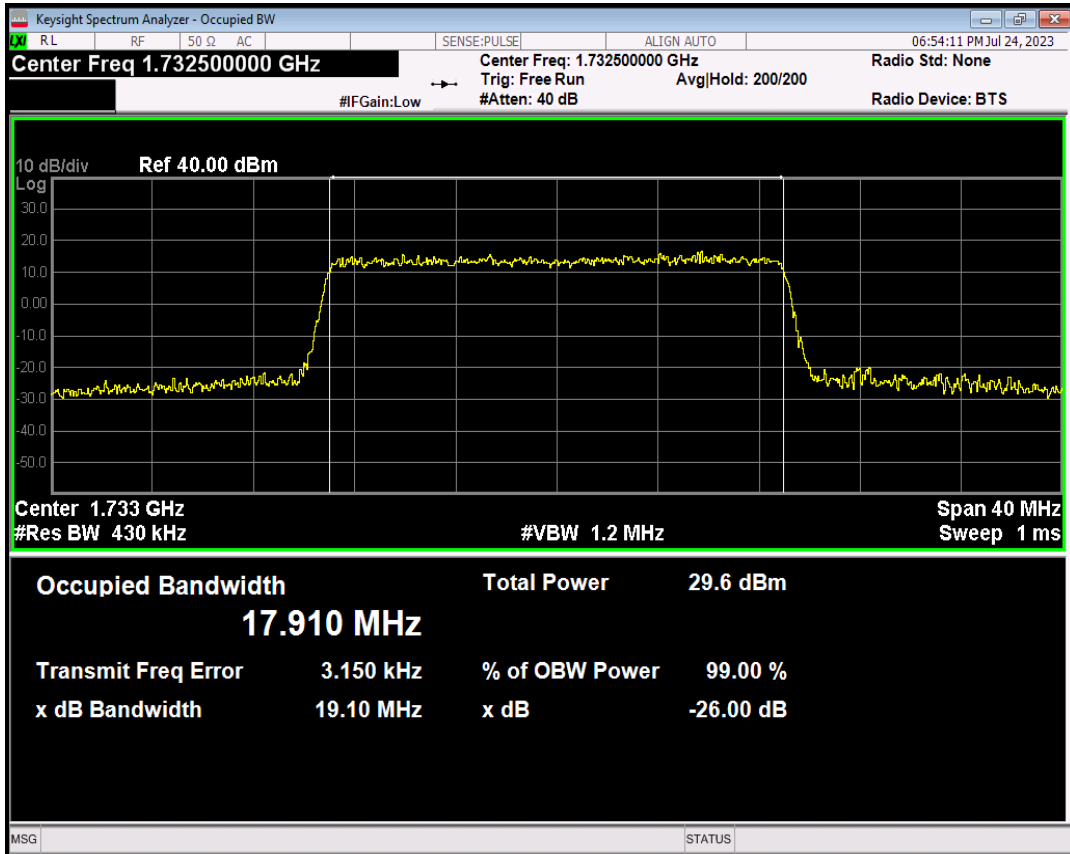 Keysight Spectrum Analyzer - Occupied BW
LXI RL RF 50 Ω AC SENSE:PULSE ALIGN AUTO 06:54:11 PM Jul 24, 2023
Center Freq 1.732500000 GHz Center Freq: 1.732500000 GHz Radio Std: None
Trig: Free Run Avg|Hold: 200/200
#IFGain:Low #Atten: 40 dB Radio Device: BTS
10 dB/div Ref 40.00 dBm
Log
30.0
20.0
10.0
0.00
-10.0
-20.0
-30.0
-40.0
-50.0
Center 1.733 GHz Span 40 MHz
#Res BW 430 kHz #VBW 1.2 MHz Sweep 1 ms
Occupied Bandwidth Total Power 29.6 dBm
17.910 MHz
Transmit Freq Error 3.150 kHz % of OBW Power 99.00 %
x dB Bandwidth 19.10 MHz x dB -26.00 dB
MSG STATUS